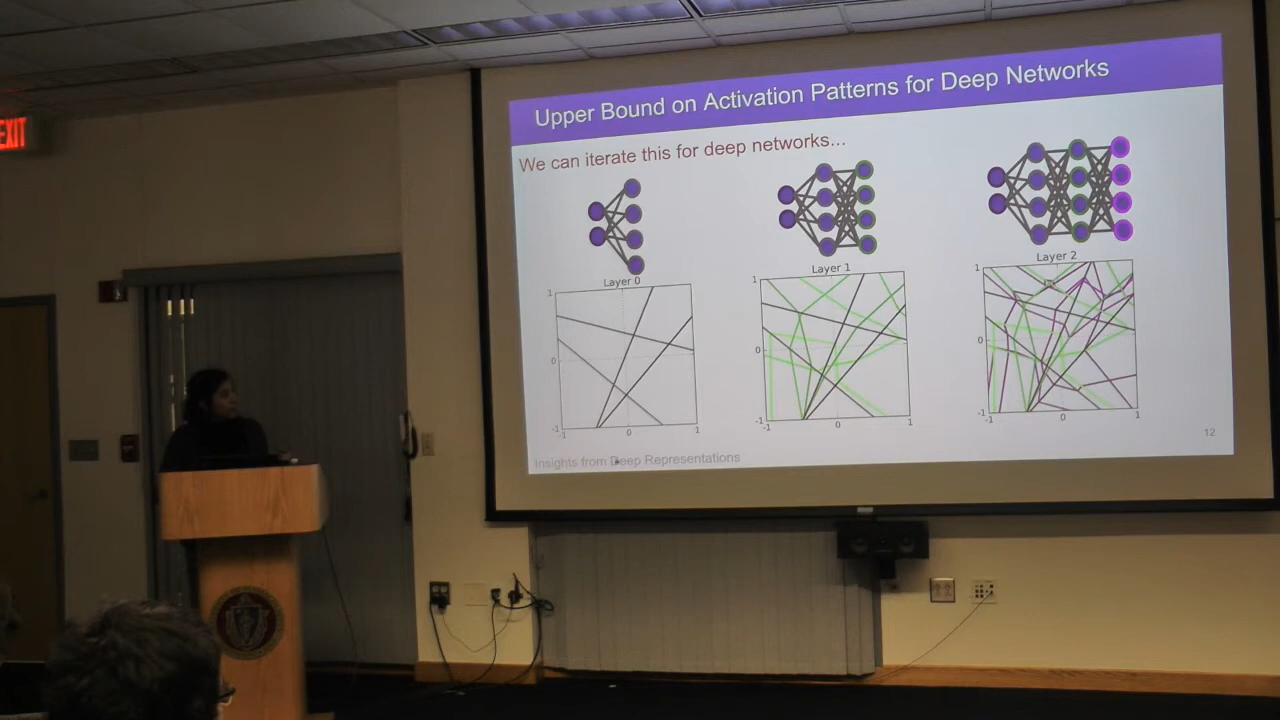 EXIT
Upper Bound on Activation Patterns for Deep Networks
We can iterate this for deep networks...
Layer 0
1
0
-1
-1
0
1
Layer 1
1
0
-1
-1
0
1
Layer 2
1
0
-1
-1
0
1
12
Insights from Deep Representations